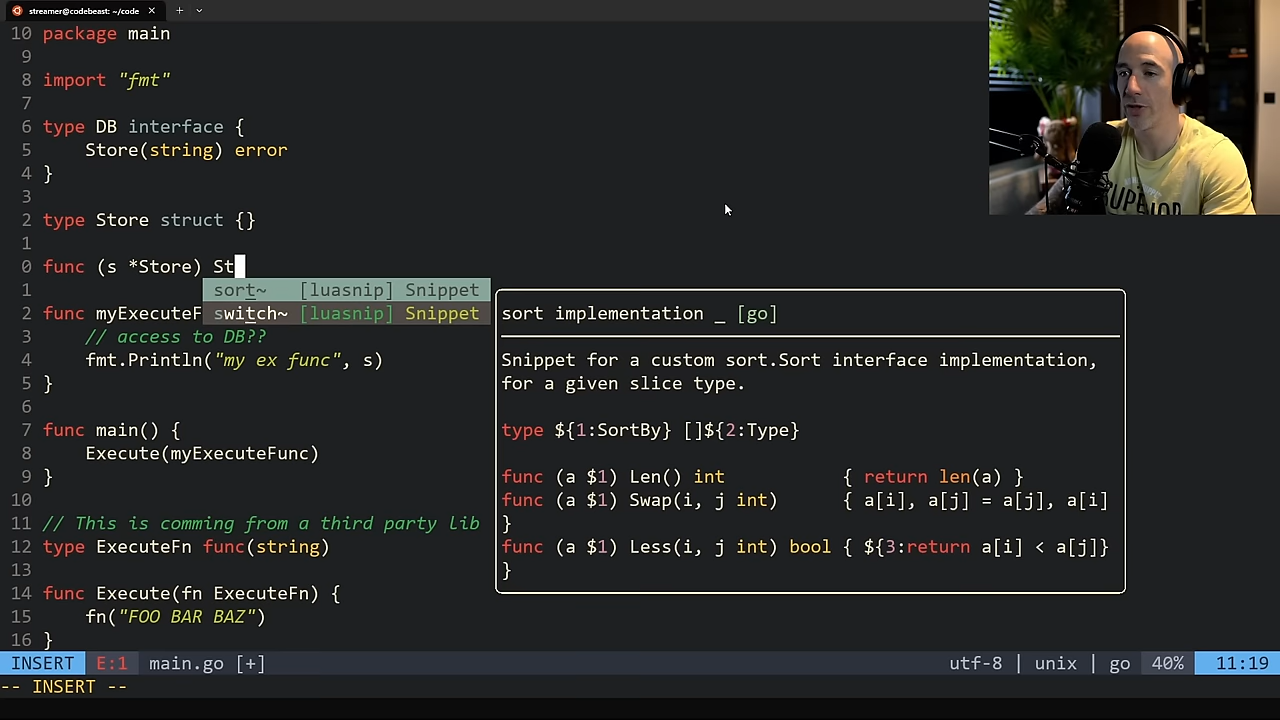 streamer@codebeast: ~/code
10 package main
9
8 import "fmt"
7
6 type DB interface {
5 Store(string) error
4 }
3
2 type Store struct {}
1
0 func (s *Store) St
1 sort~ [luasnip] Snippet
2 func myExecuteF switch~ [luasnip] Snippet
3 // access to DB??
4 fmt.Println("my ex func", s)
5 }
6
7 func main() {
8 Execute(myExecuteFunc)
9 }
10
11 // This is comming from a third party lib
12 type ExecuteFn func(string)
13
14 func Execute(fn ExecuteFn) {
15 fn("FOO BAR BAZ")
16 }
sort implementation _ [go]
Snippet for a custom sort.Sort interface implementation,
for a given slice type.
type ${1:SortBy} []${2:Type}
func (a $1) Len() int { return len(a) }
func (a $1) Swap(i, j int) { a[i], a[j] = a[j], a[i]
}
func (a $1) Less(i, j int) bool { ${3:return a[i] < a[j]}
}
INSERT E:1 main.go [+] utf-8 | unix | go 40% 11:19
-- INSERT --
SUPERIOR